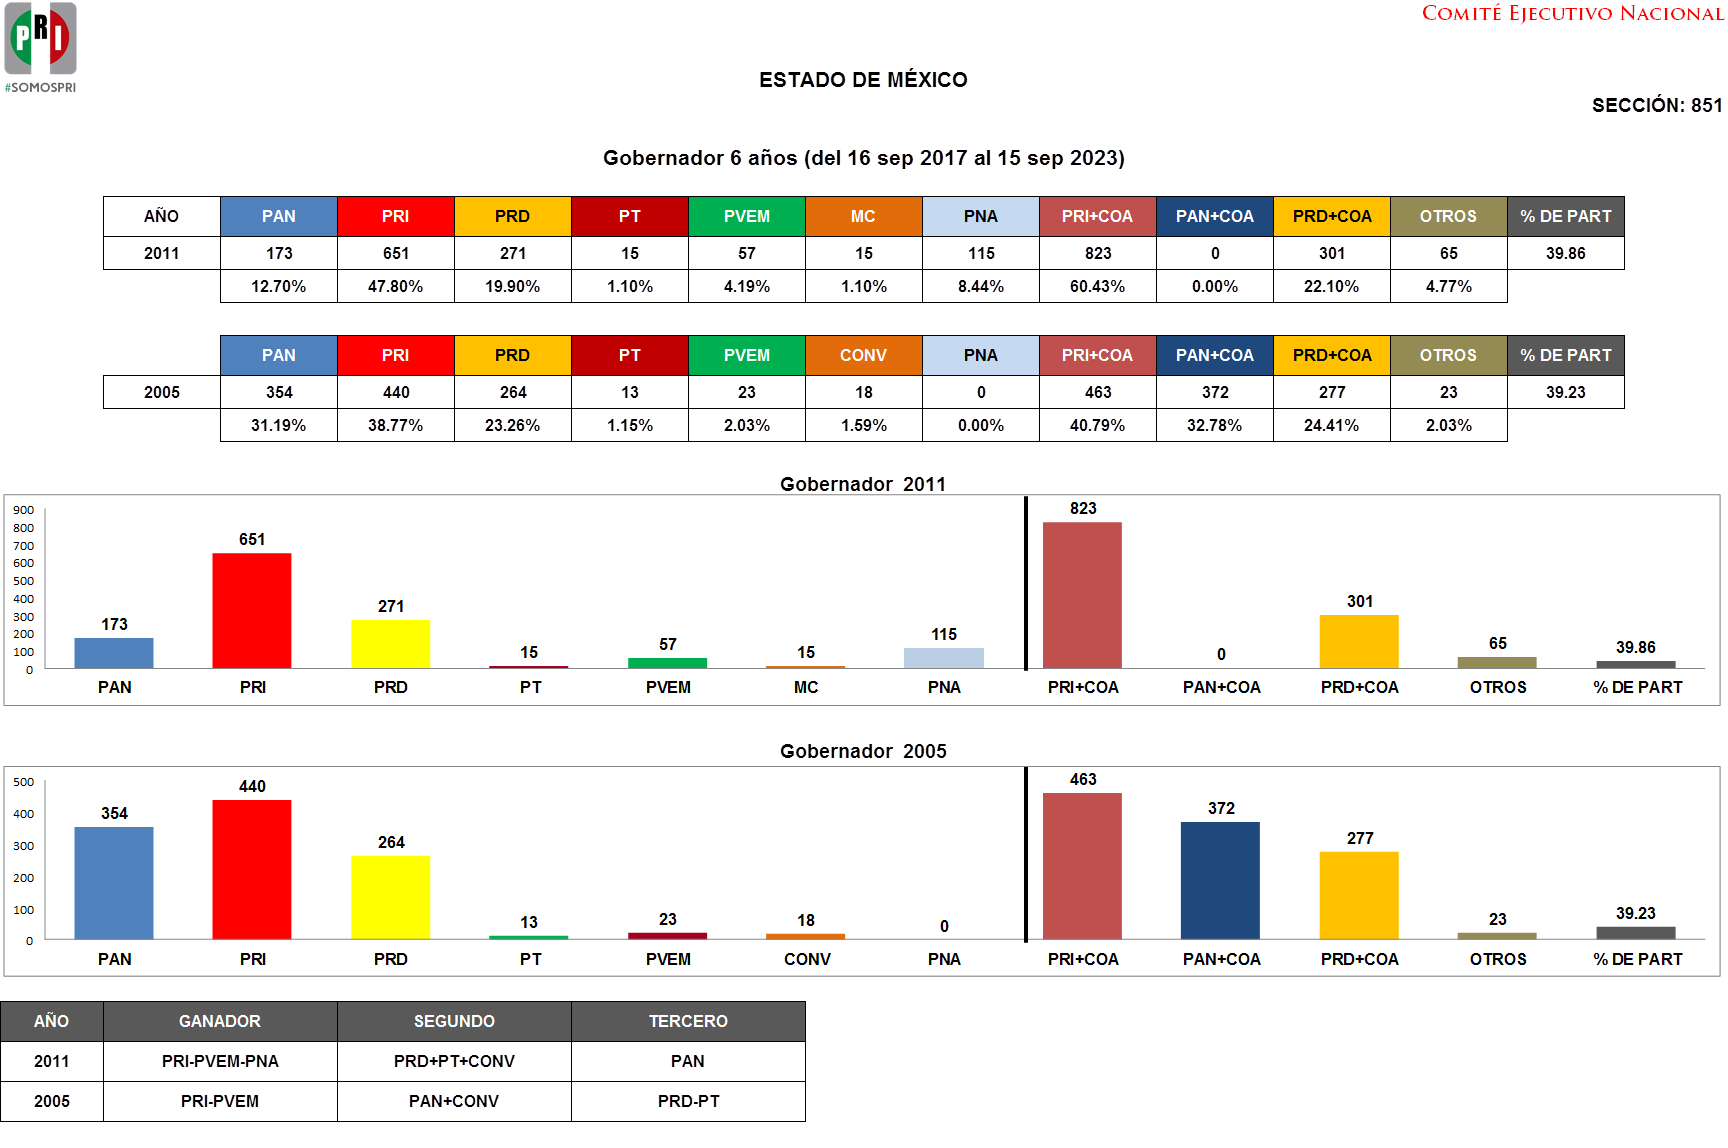 PRI
#SOMOSPRI
COMITÉ EJECUTIVO NACIONAL
ESTADO DE MÉXICO
SECCIÓN: 851
Gobernador 6 años (del 16 sep 2017 al 15 sep 2023)
AÑO PAN PRI PRD PT PVEM MC PNA PRI+COA PAN+COA PRD+COA OTROS % DE PART
2011 173 651 271 15 57 15 115 823 0 301 65 39.86
12.70% 47.80% 19.90% 1.10% 4.19% 1.10% 8.44% 60.43% 0.00% 22.10% 4.77%
PAN PRI PRD PT PVEM CONV PNA PRI+COA PAN+COA PRD+COA OTROS % DE PART
2005 354 440 264 13 23 18 0 463 372 277 23 39.23
31.19% 38.77% 23.26% 1.15% 2.03% 1.59% 0.00% 40.79% 32.78% 24.41% 2.03%
Gobernador 2011
900
800
700
600
500
400
300
200
100
0
173 651 271 15 57 15 115 823 0 301 65 39.86
PAN PRI PRD PT PVEM MC PNA PRI+COA PAN+COA PRD+COA OTROS % DE PART
Gobernador 2005
500
400
300
200
100
0
354 440 264 13 23 18 0 463 372 277 23 39.23
PAN PRI PRD PT PVEM CONV PNA PRI+COA PAN+COA PRD+COA OTROS % DE PART
AÑO GANADOR SEGUNDO TERCERO
2011 PRI-PVEM-PNA PRD+PT+CONV PAN
2005 PRI-PVEM PAN+CONV PRD-PT